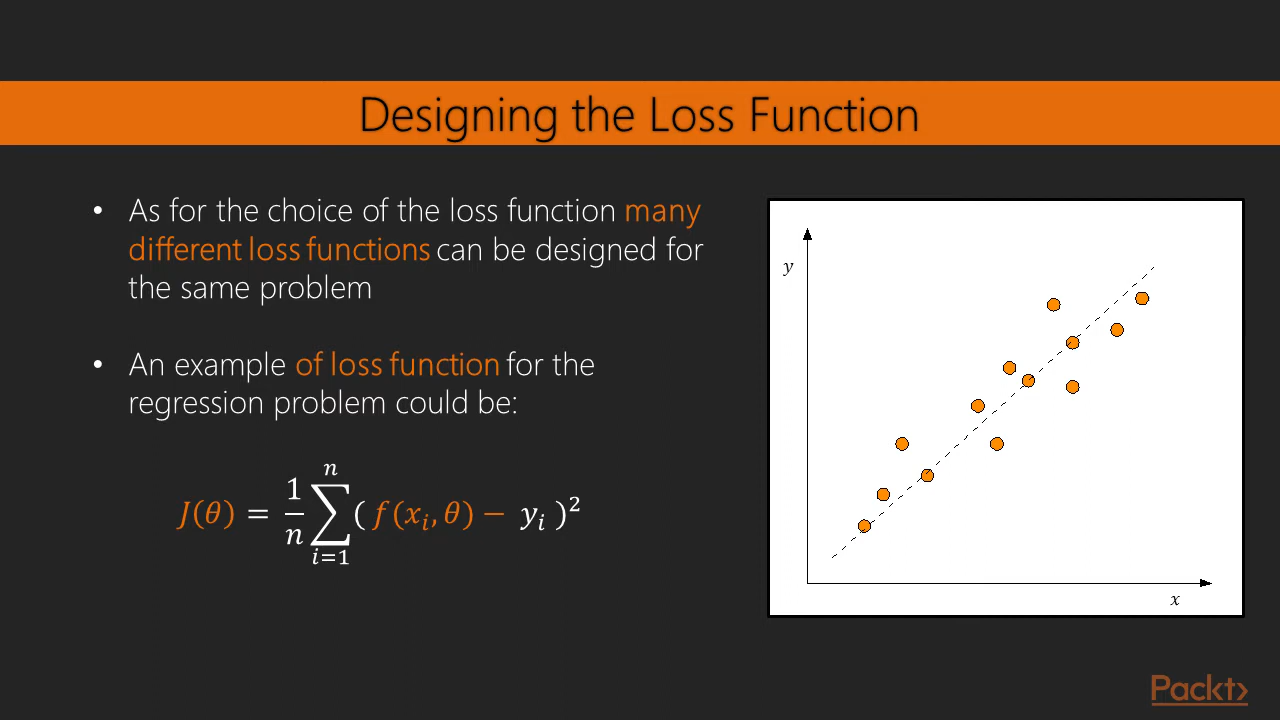 Designing the Loss Function
• As for the choice of the loss function many
different loss functions can be designed for
the same problem
• An example of loss function for the
regression problem could be:
J(θ) = 1/n ∑_{i=1}^{n} ( f(x_i, θ) − y_i )²
y
x
Packt>